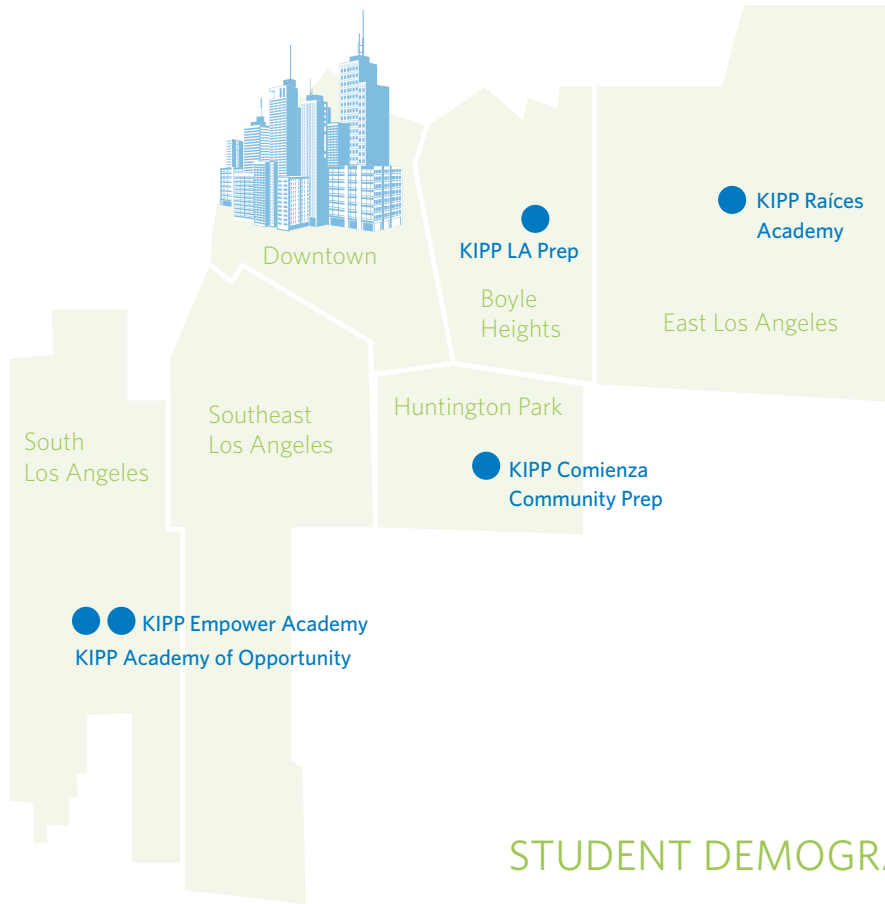 KIPP Raíces
Academy
KIPP LA Prep
Downtown
Boyle
Heights
East Los Angeles
Huntington Park
Southeast
Los Angeles
South
Los Angeles
KIPP Comienza
Community Prep
KIPP Empower Academy
KIPP Academy of Opportunity
STUDENT DEMOGRA